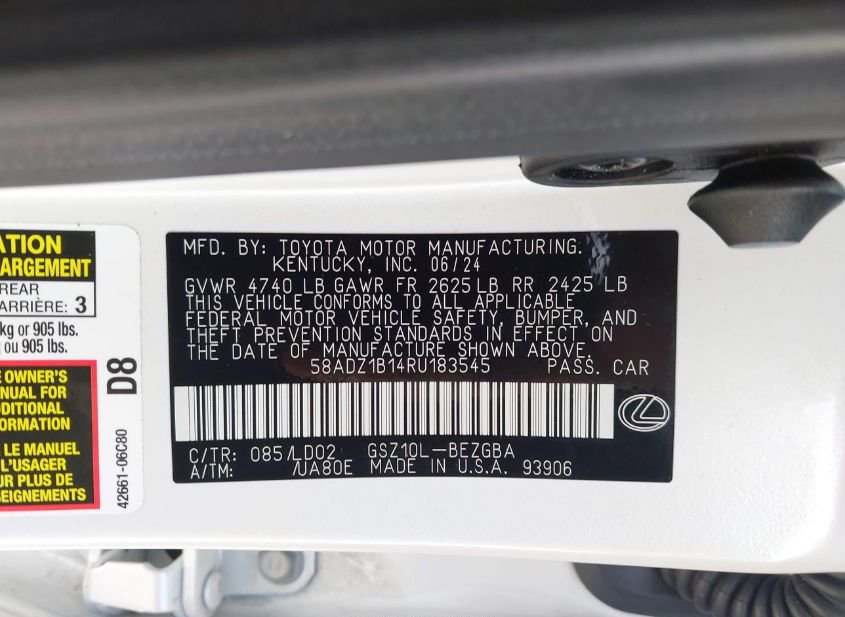 ATION
HARGEMENT
REAR
ARRIÈRE: 3
kg or 905 lbs.
ou 905 lbs.
OWNER'S
NUAL FOR
DDITIONAL
FORMATION
LE MANUEL
L'USAGER
UR PLUS DE
SEIGNEMENTS
D8
42661-06C80
MFD. BY: TOYOTA MOTOR MANUFACTURING.
KENTUCKY, INC. 06/24
GVWR 4740 LB GAWR FR 2625 LB RR 2425 LB
THIS VEHICLE CONFORMS TO ALL APPLICABLE
FEDERAL MOTOR VEHICLE SAFETY, BUMPER, AND
THEFT PREVENTION STANDARDS IN EFFECT ON
THE DATE OF MANUFACTURE SHOWN ABOVE.
58ADZ1B14RU183545 PASS. CAR
C/TR: 085/LD02 GSZ10L-BEZGBA
A/TM: /UA80E MADE IN U.S.A. 93906